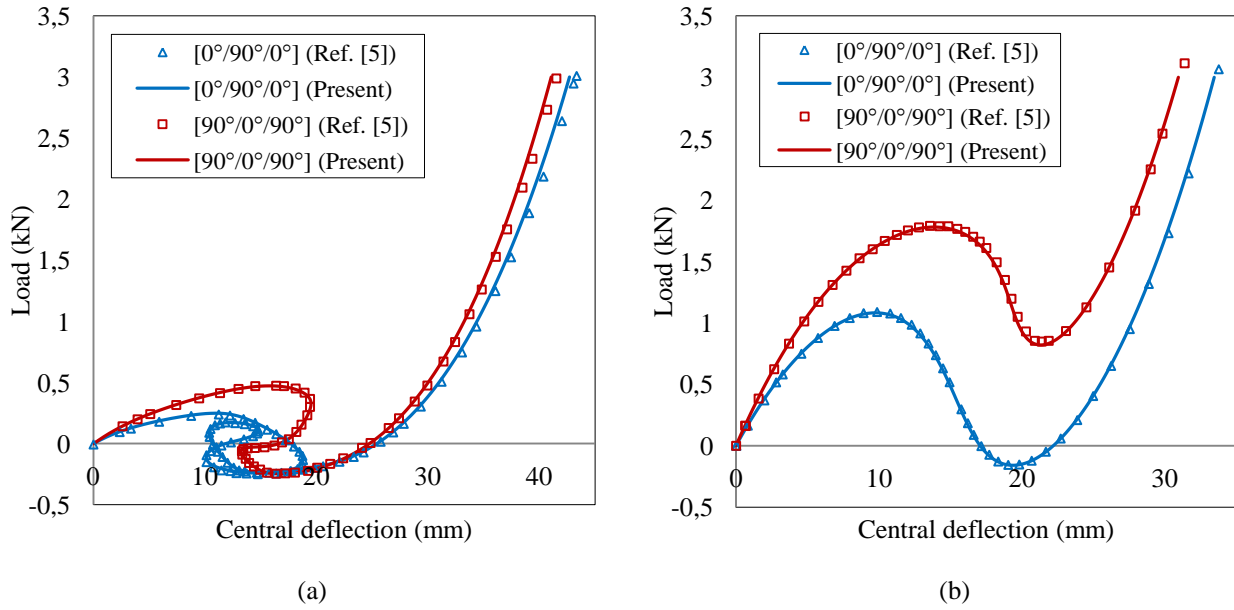 3,5
[0°/90°/0°] (Ref. [5])
[0°/90°/0°] (Present)
[90°/0°/90°] (Ref. [5])
[90°/0°/90°] (Present)
3
2,5
2
1,5
1
0,5
0
-0,5
Load (kN)
0 10 20 30 40
Central deflection (mm)
(a)
3,5
[0°/90°/0°] (Ref. [5])
[0°/90°/0°] (Present)
[90°/0°/90°] (Ref. [5])
[90°/0°/90°] (Present)
3
2,5
2
1,5
1
0,5
0
-0,5
Load (kN)
0 10 20 30
Central deflection (mm)
(b)